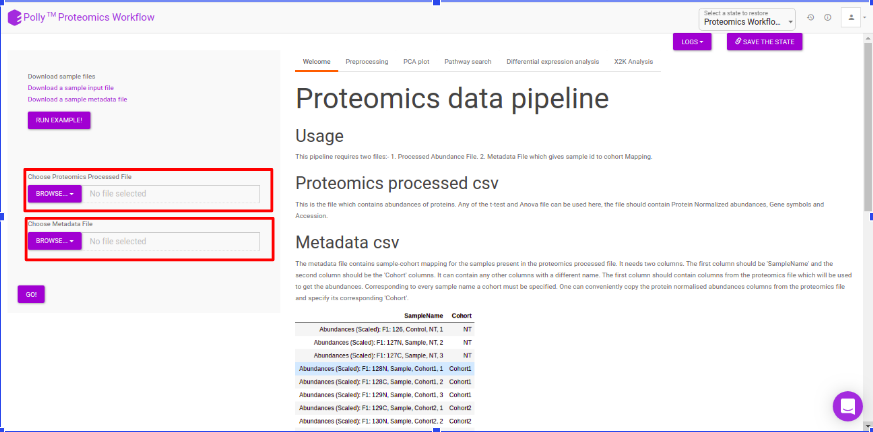 Polly™ Proteomics Workflow
Select a state to restore
Proteomics Workflo...
LOGS
SAVE THE STATE
Download sample files
Download a sample input file
Download a sample metadata file
RUN EXAMPLE!
Choose Proteomics Processed File
BROWSE... No file selected
Choose Metadata File
BROWSE... No file selected
GO!
Welcome Preprocessing PCA plot Pathway search Differential expression analysis X2K Analysis
Proteomics data pipeline
Usage
This pipeline requires two files:- 1. Processed Abundance File, 2. Metadata File which gives sample id to cohort Mapping.
Proteomics processed csv
This is the file which contains abundances of proteins. Any of the t-test and Anova file can be used here, the file should contain Protein Normalized abundances, Gene symbols and
Accession.
Metadata csv
The metadata file contains sample-cohort mapping for the samples present in the proteomics processed file. It needs two columns. The first column should be 'SampleName' and the
second column should be the 'Cohort' columns. It can contain any other columns with a different name. The first column should contain columns from the proteomics file which will be used
to get the abundances. Corresponding to every sample name a cohort must be specified. One can conveniently copy the protein normalised abundances columns from the proteomics file
and specify its corresponding 'Cohort'.
SampleName Cohort
Abundances (Scaled): F1: 126, Control, NT, 1 NT
Abundances (Scaled): F1: 127N, Sample, NT, 2 NT
Abundances (Scaled): F1: 127C, Sample, NT, 3 NT
Abundances (Scaled): F1: 128N, Sample, Cohort1, 1 Cohort1
Abundances (Scaled): F1: 128C, Sample, Cohort1, 2 Cohort1
Abundances (Scaled): F1: 129N, Sample, Cohort1, 3 Cohort1
Abundances (Scaled): F1: 129C, Sample, Cohort2, 1 Cohort2
Abundances (Scaled): F1: 130N, Sample, Cohort2, 2 Cohort2